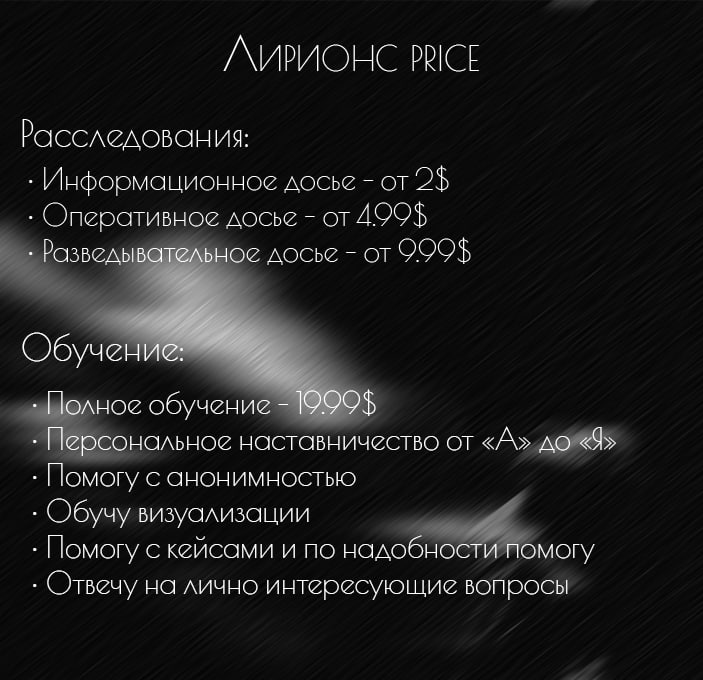 Лирионс price
Расследования:
· Информационное досье – от 2$
· Оперативное досье – от 4.99$
· Разведывательное досье – от 9.99$
Обучение:
· Полное обучение – 19.99$
· Персональное наставничество от «А» до «Я»
· Помогу с анонимностью
· Обучу визуализации
· Помогу с кейсами и по надобности помогу
· Отвечу на лично интересующие вопросы